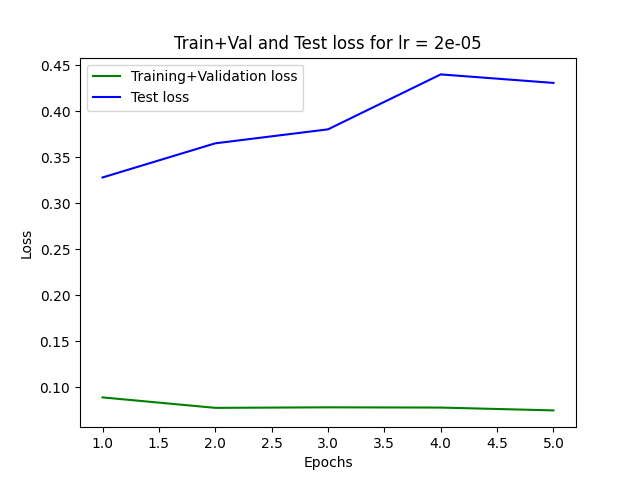 Train+Val and Test loss for lr = 2e-05
Training+Validation loss
Test loss
Loss
0.45
0.40
0.35
0.30
0.25
0.20
0.15
0.10
1.0 1.5 2.0 2.5 3.0 3.5 4.0 4.5 5.0
Epochs